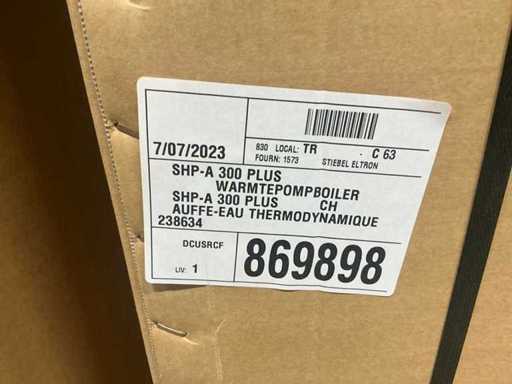 7/07/2023
830 LOCAL: TR - C 63
FOURN: 1573 STIEBEL ELTRON
SHP-A 300 PLUS
WARMTEPOMPBOILER
SHP-A 300 PLUS CH
AUFFE-EAU THERMODYNAMIQUE
238634
DCUSRCF
LIV: 1
869898